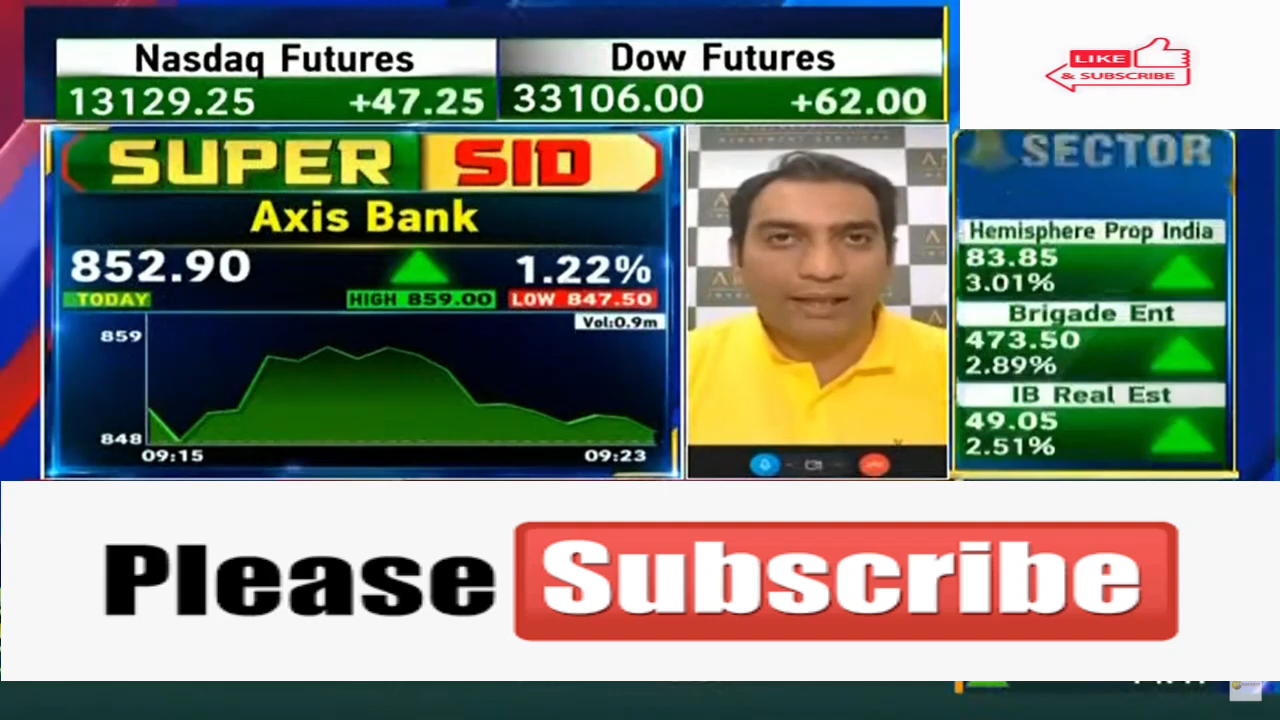 Nasdaq Futures
13129.25 +47.25
Dow Futures
33106.00 +62.00
LIKE
& SUBSCRIBE
SUPER SID
Axis Bank
852.90 1.22%
TODAY HIGH 859.00 LOW 847.50
Vol:0.9m
859
848
09:15 09:23
SECTOR
Hemisphere Prop India
83.85
3.01%
Brigade Ent
473.50
2.89%
IB Real Est
49.05
2.51%
Please Subscribe